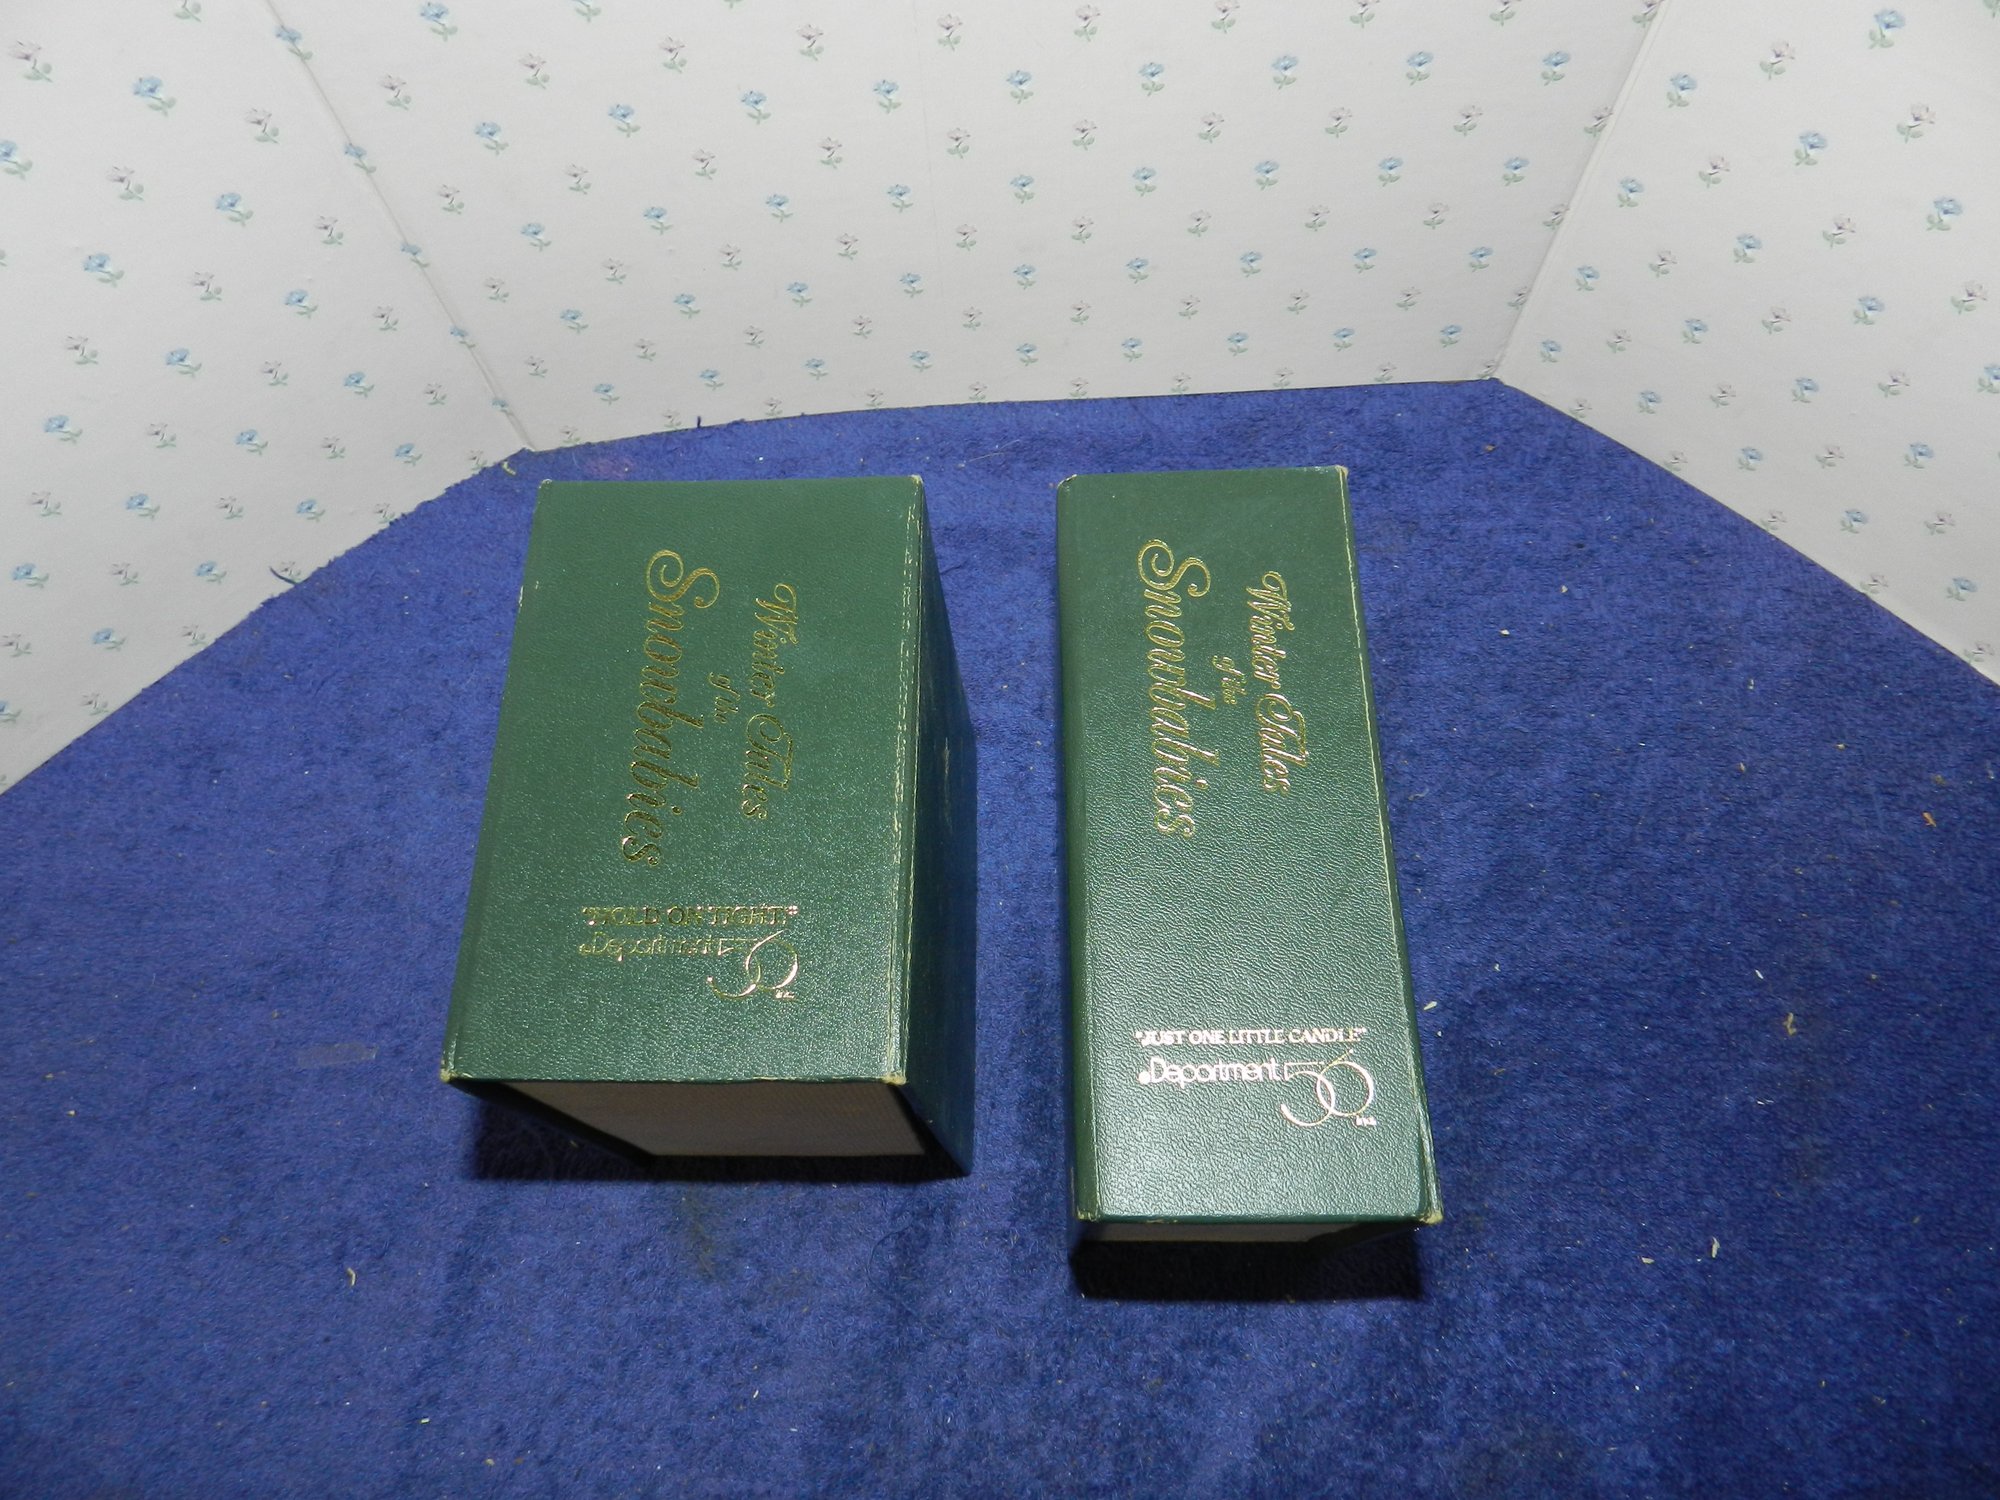 Winter Tales
of the
Snowbabies
"HOLD ON TIGHT!"
Department 56
Winter Tales
of the
Snowbabies
"JUST ONE LITTLE CANDLE"
Department 56